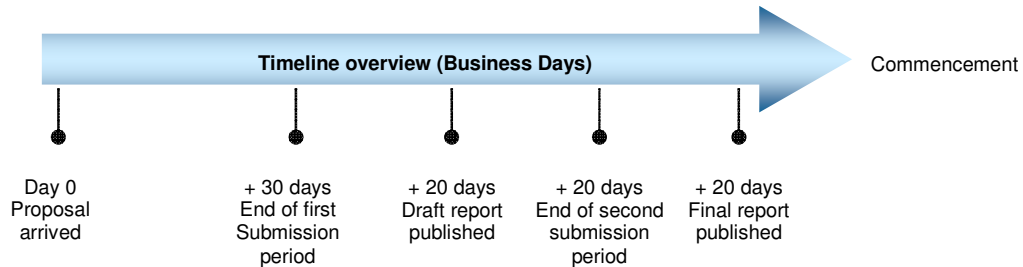 Timeline overview (Business Days)
Commencement
Day 0
Proposal
arrived
+ 30 days
End of first
Submission
period
+ 20 days
Draft report
published
+ 20 days
End of second
submission
period
+ 20 days
Final report
published